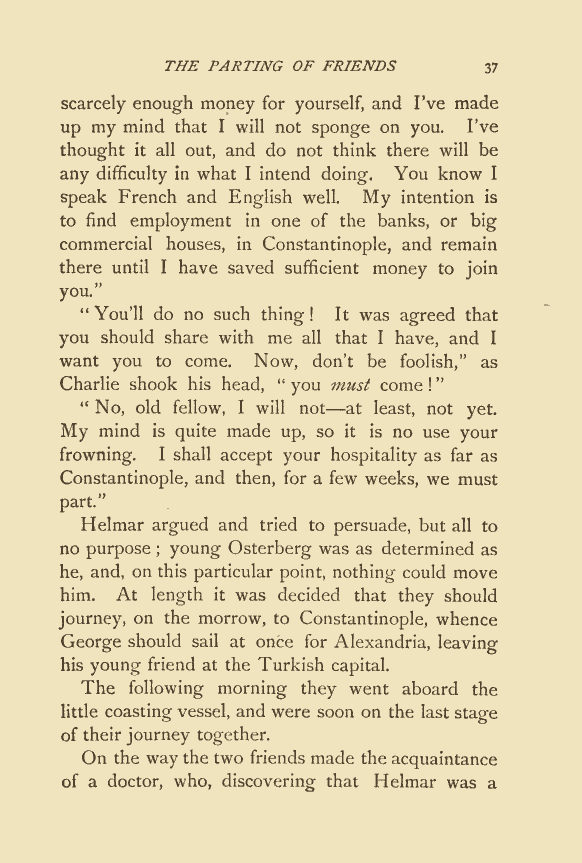 THE PARTING OF FRIENDS 37
scarcely enough money for yourself, and I've made
up my mind that I will not sponge on you. I've
thought it all out, and do not think there will be
any difficulty in what I intend doing. You know I
speak French and English well. My intention is
to find employment in one of the banks, or big
commercial houses, in Constantinople, and remain
there until I have saved sufficient money to join
you."
"You'll do no such thing! It was agreed that
you should share with me all that I have, and I
want you to come. Now, don't be foolish," as
Charlie shook his head, "you must come!"
"No, old fellow, I will not—at least, not yet.
My mind is quite made up, so it is no use your
frowning. I shall accept your hospitality as far as
Constantinople, and then, for a few weeks, we must
part."
Helmar argued and tried to persuade, but all to
no purpose; young Osterberg was as determined as
he, and, on this particular point, nothing could move
him. At length it was decided that they should
journey, on the morrow, to Constantinople, whence
George should sail at once for Alexandria, leaving
his young friend at the Turkish capital.
The following morning they went aboard the
little coasting vessel, and were soon on the last stage
of their journey together.
On the way the two friends made the acquaintance
of a doctor, who, discovering that Helmar was a